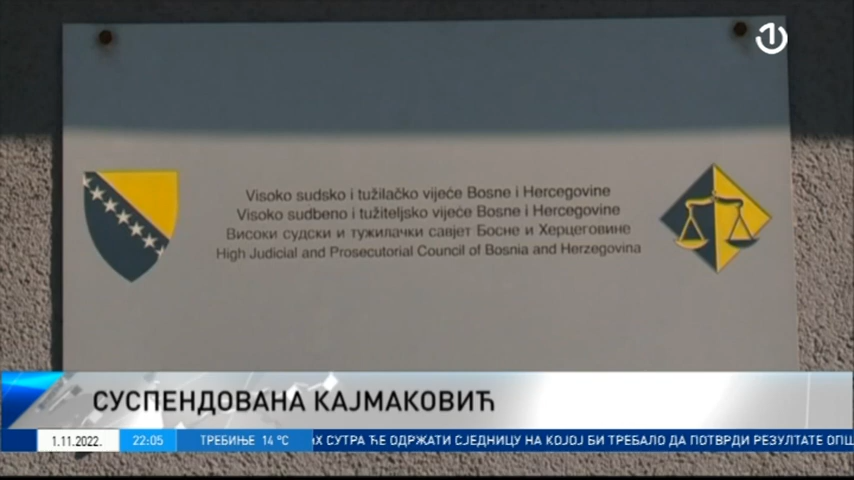 Visoko sudsko i tužilačko vijeće Bosne i Hercegovine
Visoko sudbeno i tužiteljsko vijeće Bosne i Hercegovine
Високи судски и тужилачки савјет Босне и Херцеговине
High Judicial and Prosecutorial Council of Bosnia and Herzegovina
СУСПЕНДОВАНА КАЈМАКОВИЋ
1.11.2022. 22:05 ТРЕБИЊЕ 14°C СУТРА ЋЕ ОДРЖАТИ СЈЕДНИЦУ НА КОЈОЈ БИ ТРЕБАЛО ДА ПОТВРДИ РЕЗУЛТАТЕ